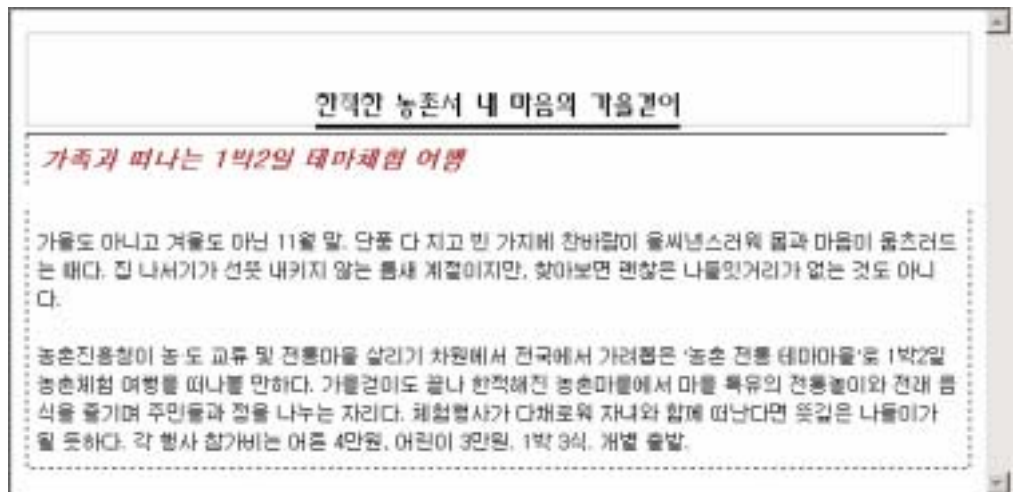 한적한 농촌서 내 마음의 가을걷이
가족과 떠나는 1박2일 테마체험 여행
가을도 아니고 겨울도 아닌 11월 말. 단풍 다 지고 빈 가지에 찬바람이 을씨년스러워 몸과 마음이 움츠러드
는 때다. 집 나서기가 선뜻 내키지 않는 틈새 계절이지만, 찾아보면 괜찮은 나들잇거리가 없는 것도 아니
다.
농촌진흥청이 농·도 교류 및 전통마을 살리기 차원에서 전국에서 가려뽑은 '농촌 전통 테마마을'로 1박2일
농촌체험 여행을 떠나볼 만하다. 가을걷이도 끝나 한적해진 농촌마을에서 마을 특유의 전통놀이와 전래 음
식을 즐기며 주민들과 정을 나누는 자리다. 체험행사가 다채로워 자녀와 함께 떠난다면 뜻깊은 나들이가
될 듯하다. 각 행사 참가비는 어른 4만원, 어린이 3만원. 1박 3식. 개별 출발.